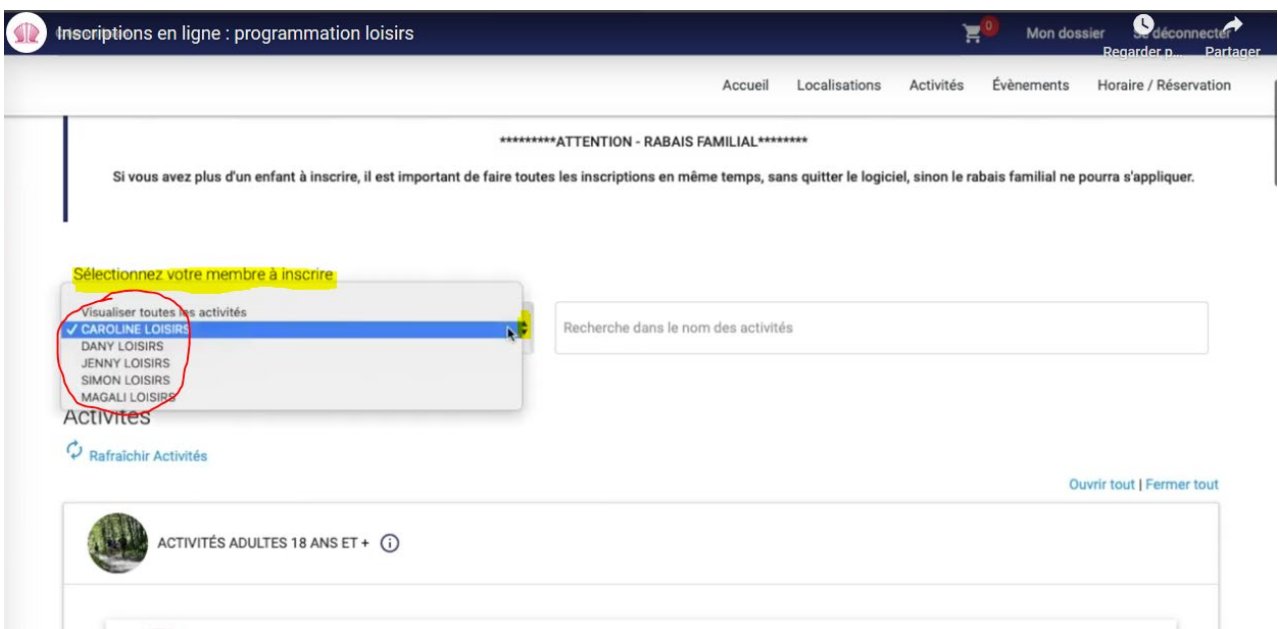 Inscriptions en ligne : programmation loisirs
0
Mon dossier
Se déconnecter
Regarder p...
Partager
Accueil
Localisations
Activités
Évènements
Horaire / Réservation
*********ATTENTION - RABAIS FAMILIAL********
Si vous avez plus d'un enfant à inscrire, il est important de faire toutes les inscriptions en même temps, sans quitter le logiciel, sinon le rabais familial ne pourra s'appliquer.
Sélectionnez votre membre à inscrire
Visualiser toutes les activités
✓ CAROLINE LOISIRS
DANY LOISIRS
JENNY LOISIRS
SIMON LOISIRS
MAGALI LOISIRS
Recherche dans le nom des activités
Activités
Rafraîchir Activités
Ouvrir tout | Fermer tout
ACTIVITÉS ADULTES 18 ANS ET +